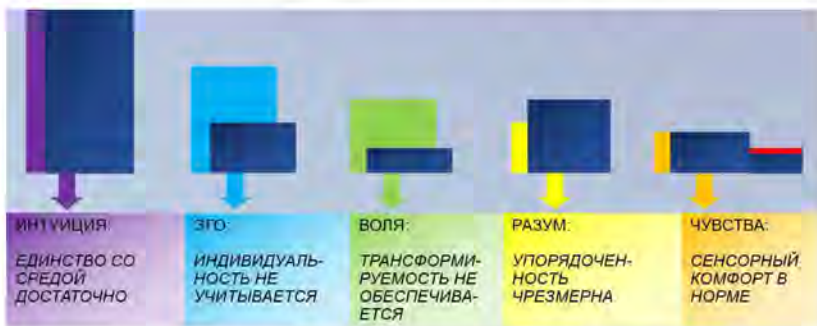 ИНТУИЦИЯ:
ЕДИНСТВО СО
СРЕДОЙ
ДОСТАТОЧНО
ЭГО:
ИНДИВИДУАЛЬ-
НОСТЬ НЕ
УЧИТЫВАЕТСЯ
ВОЛЯ:
ТРАНСФОРМИ-
РУЕМОСТЬ НЕ
ОБЕСПЕЧИВА-
ЕТСЯ
РАЗУМ:
УПОРЯДОЧЕН-
НОСТЬ
ЧРЕЗМЕРНА
ЧУВСТВА:
СЕНСОРНЫЙ
КОМФОРТ В
НОРМЕ